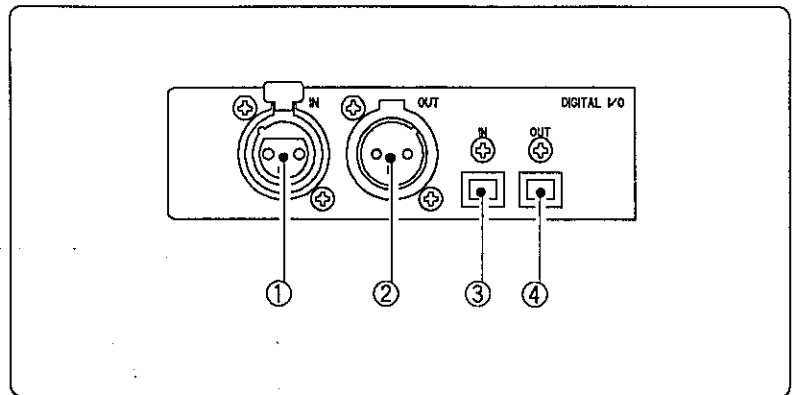 IN OUT DIGITAL I/O
IN OUT
① ② ③ ④